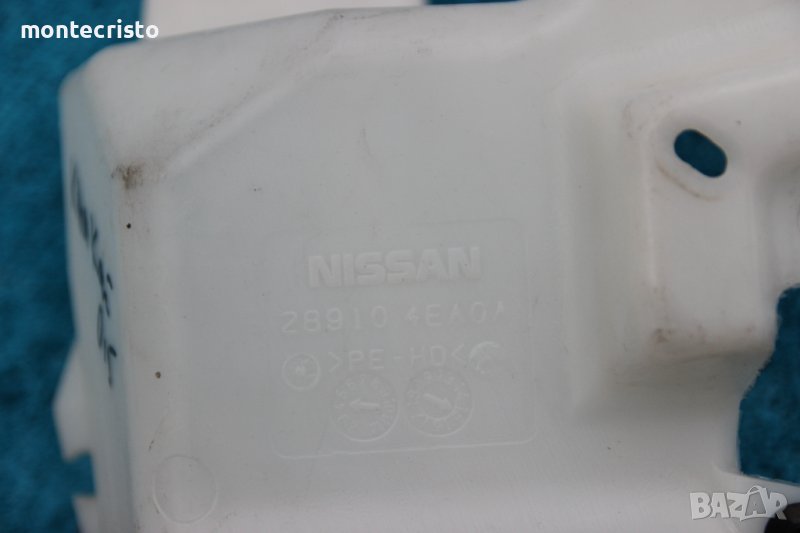 montecristo
NISSAN
28910 4EA0A
>PE-HD<
BAZAR